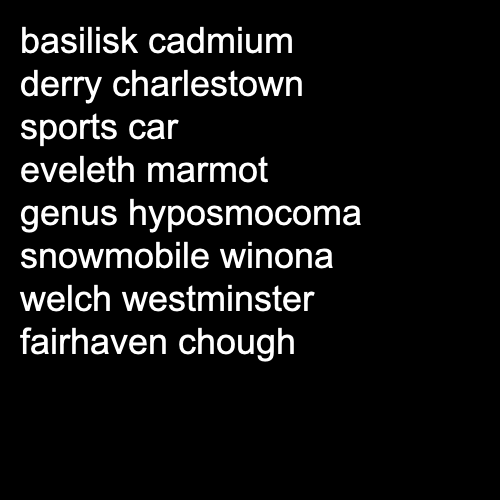 basilisk cadmium
derry charlestown
sports car
eveleth marmot
genus hyposmocoma
snowmobile winona
welch westminster
fairhaven chough